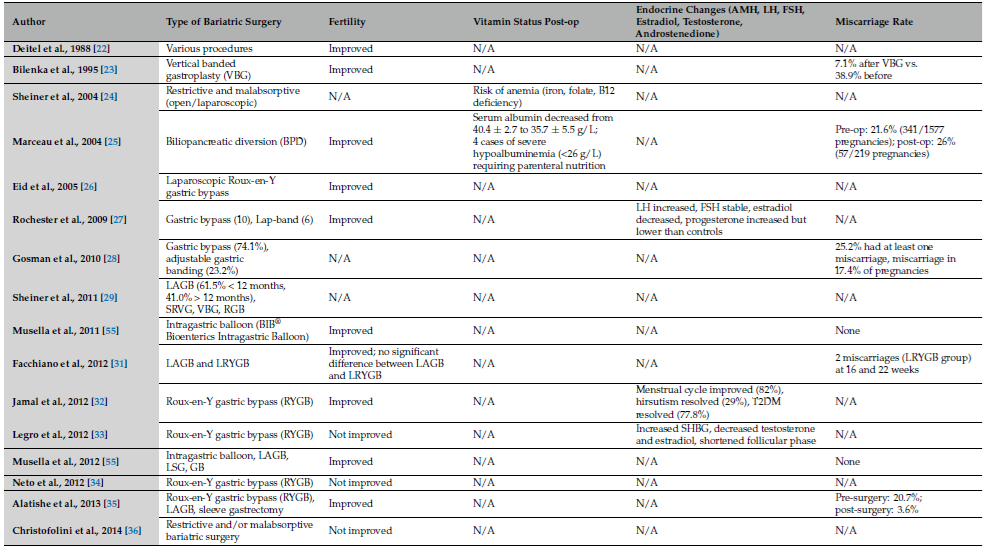 Author Type of Bariatric Surgery Fertility Vitamin Status Post-op Endocrine Changes (AMH, LH, FSH, Estradiol, Testosterone, Androstenedione) Miscarriage Rate
Deitel et al., 1988 [22] Various procedures Improved N/A N/A N/A
Bilenka et al., 1995 [23] Vertical banded gastroplasty (VBG) Improved N/A N/A 7.1% after VBG vs. 38.9% before
Sheiner et al., 2004 [24] Restrictive and malabsorptive (open/laparoscopic) N/A Risk of anemia (iron, folate, B12 deficiency) N/A N/A
Marceau et al., 2004 [25] Biliopancreatic diversion (BPD) Improved Serum albumin decreased from 40.4 ± 2.7 to 35.7 ± 5.5 g/L; 4 cases of severe hypoalbuminemia (<26 g/L) requiring parenteral nutrition N/A Pre-op: 21.6% (341/1577 pregnancies); post-op: 26% (57/219 pregnancies)
Eid et al., 2005 [26] Laparoscopic Roux-en-Y gastric bypass Improved N/A N/A N/A
Rochester et al., 2009 [27] Gastric bypass (10), Lap-band (6) Improved N/A LH increased, FSH stable, estradiol decreased, progesterone increased but lower than controls N/A
Gosman et al., 2010 [28] Gastric bypass (74.1%), adjustable gastric banding (23.2%) N/A N/A N/A 25.2% had at least one miscarriage, miscarriage in 17.4% of pregnancies
Sheiner et al., 2011 [29] LAGB (61.5% < 12 months, 41.0% > 12 months), SRVG, VBG, RGB N/A N/A N/A N/A
Musella et al., 2011 [55] Intragastric balloon (BIB® Bioenterics Intragastric Balloon) Improved N/A N/A None
Facchiano et al., 2012 [31] LAGB and LRYGB Improved; no significant difference between LAGB and LRYGB N/A N/A 2 miscarriages (LRYGB group) at 16 and 22 weeks
Jamal et al., 2012 [32] Roux-en-Y gastric bypass (RYGB) Improved N/A Menstrual cycle improved (82%), hirsutism resolved (29%), T2DM resolved (77.8%) N/A
Legro et al., 2012 [33] Roux-en-Y gastric bypass (RYGB) Not improved N/A Increased SHBG, decreased testosterone and estradiol, shortened follicular phase N/A
Musella et al., 2012 [55] Intragastric balloon, LAGB, LSG, GB Improved N/A N/A None
Neto et al., 2012 [34] Roux-en-Y gastric bypass (RYGB) Not improved N/A N/A N/A
Alatishe et al., 2013 [35] Roux-en-Y gastric bypass (RYGB), LAGB, sleeve gastrectomy Improved N/A N/A Pre-surgery: 20.7%; post-surgery: 3.6%
Christofolini et al., 2014 [36] Restrictive and/or malabsorptive bariatric surgery Not improved N/A N/A N/A